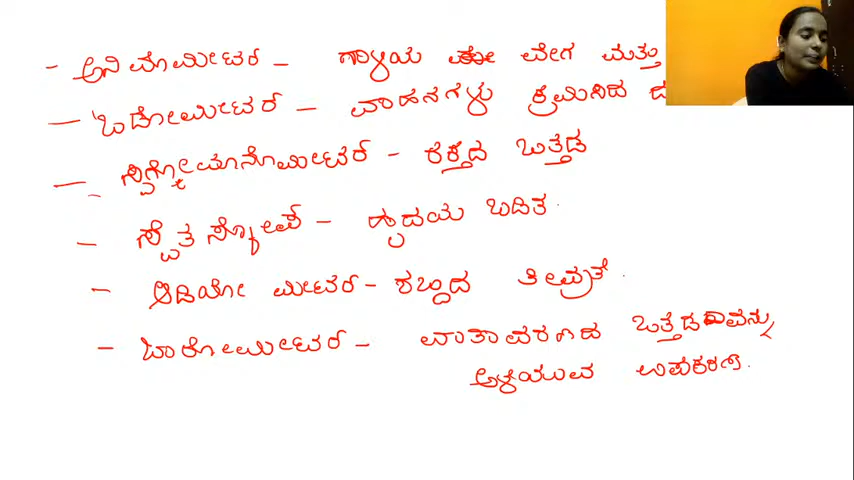 - ಅನಿಮೊಮೀಟರ್ - ಗಾಳಿಯ ವೇಗ ಮತ್ತು
- ಓಡೋಮೀಟರ್ - ವಾಹನಗಳು ಕ್ರಮಿಸಿದ ದ
- ಸ್ಪಿಗ್ಮೋಮಾನೋಮೀಟರ್ - ರಕ್ತದ ಒತ್ತಡ
- ಸ್ಟೆತಸ್ಕೋಪ್ - ಹೃದಯ ಬಡಿತ
- ಆಡಿಯೋ ಮೀಟರ್ - ಶಬ್ದದ ತೀವ್ರತೆ
- ಬಾರೋಮೀಟರ್ - ವಾತಾವರಣದ ಒತ್ತಡವನ್ನು
ಅಳೆಯುವ ಉಪಕರಣ.